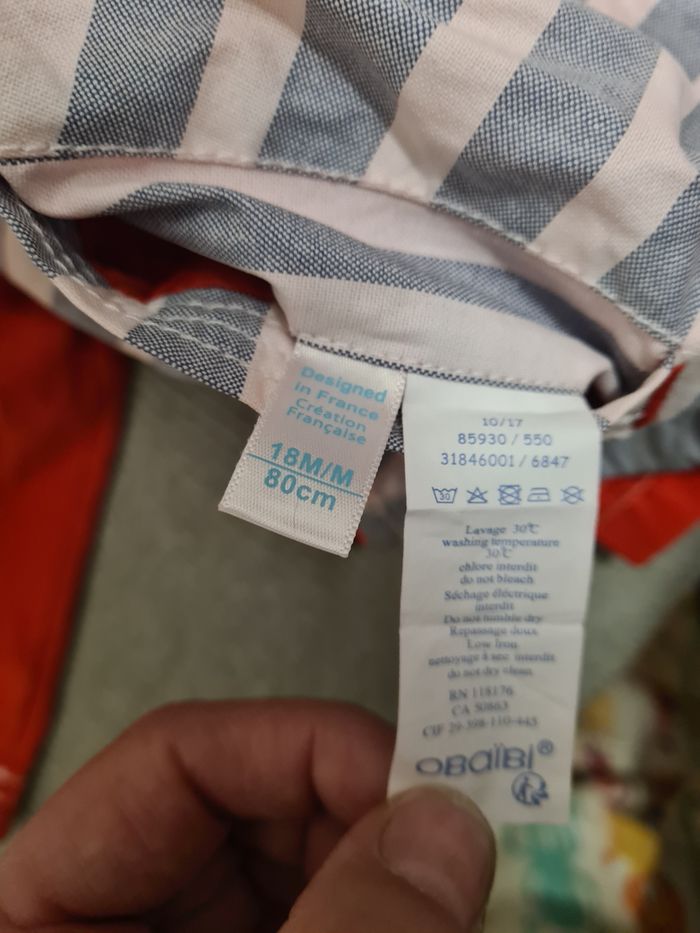 Designed
in France
Création
Française
18M/M
80cm
10/17
85930 / 550
31846001 / 6847
30
Lavage 30℃
washing temperature
30℃
chlore interdit
do not bleach
Séchage éléctrique
interdit
Do not tumble dry
Repassage doux
Low iron
nettoyage à sec interdit
do not dry clean
RN 118176
CA 50863
CIF 29-598-110-445
OBAÏBI®